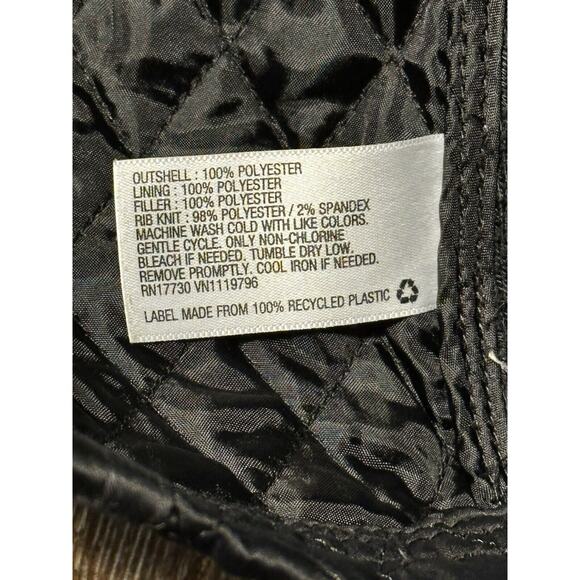 OUTSHELL : 100% POLYESTER
LINING : 100% POLYESTER
FILLER : 100% POLYESTER
RIB KNIT : 98% POLYESTER / 2% SPANDEX
MACHINE WASH COLD WITH LIKE COLORS.
GENTLE CYCLE. ONLY NON-CHLORINE
BLEACH IF NEEDED. TUMBLE DRY LOW.
REMOVE PROMPTLY. COOL IRON IF NEEDED.
RN17730 VN1119796
LABEL MADE FROM 100% RECYCLED PLASTIC